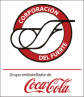 CORPORACIÓN
DEL FUERTE
Grupo embotellador de
Coca-Cola